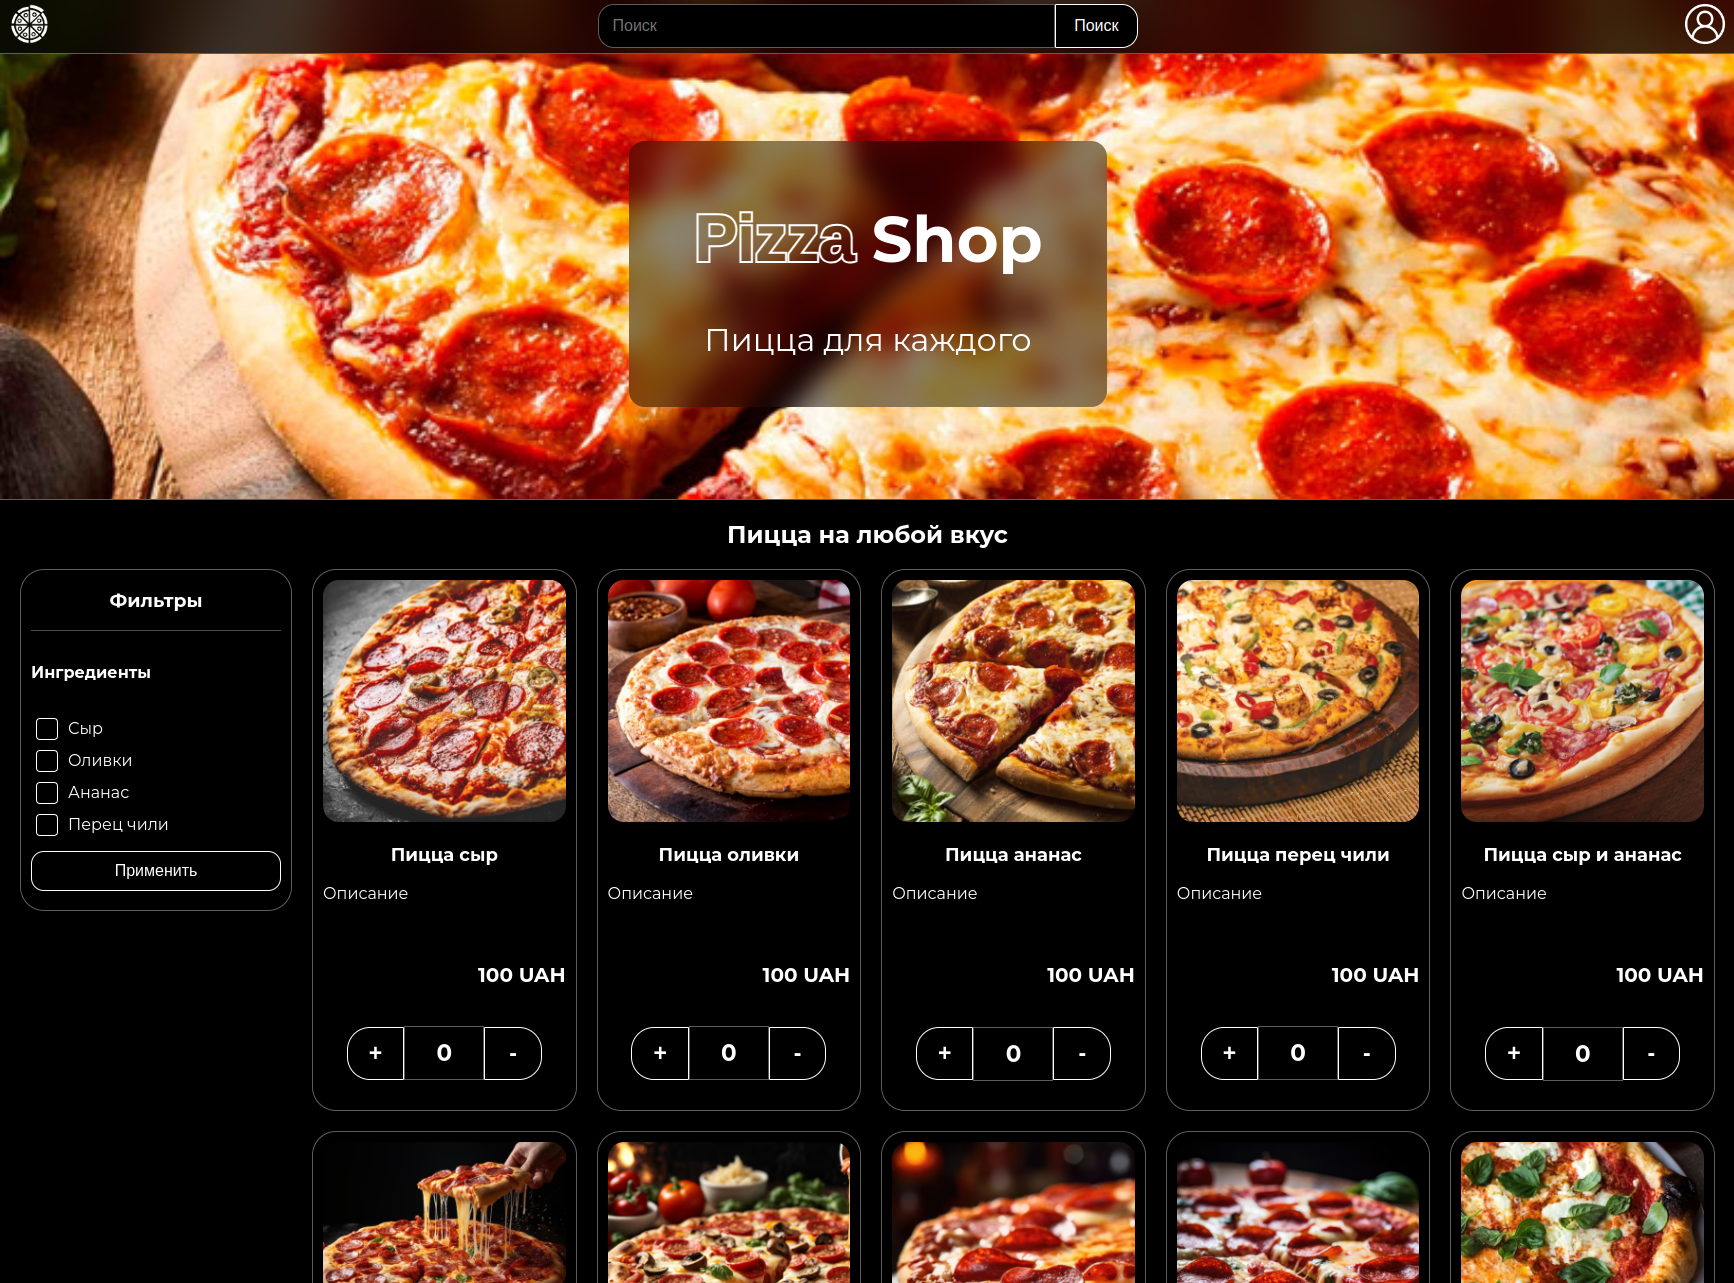 Поиск
Поиск
Pizza Shop
Пицца для каждого
Пицца на любой вкус
Фильтры
Ингредиенты
Сыр
Оливки
Ананас
Перец чили
Применить
Пицца сыр
Описание
100 UAH
+ 0 -
Пицца оливки
Описание
100 UAH
+ 0 -
Пицца ананас
Описание
100 UAH
+ 0 -
Пицца перец чили
Описание
100 UAH
+ 0 -
Пицца сыр и ананас
Описание
100 UAH
+ 0 -